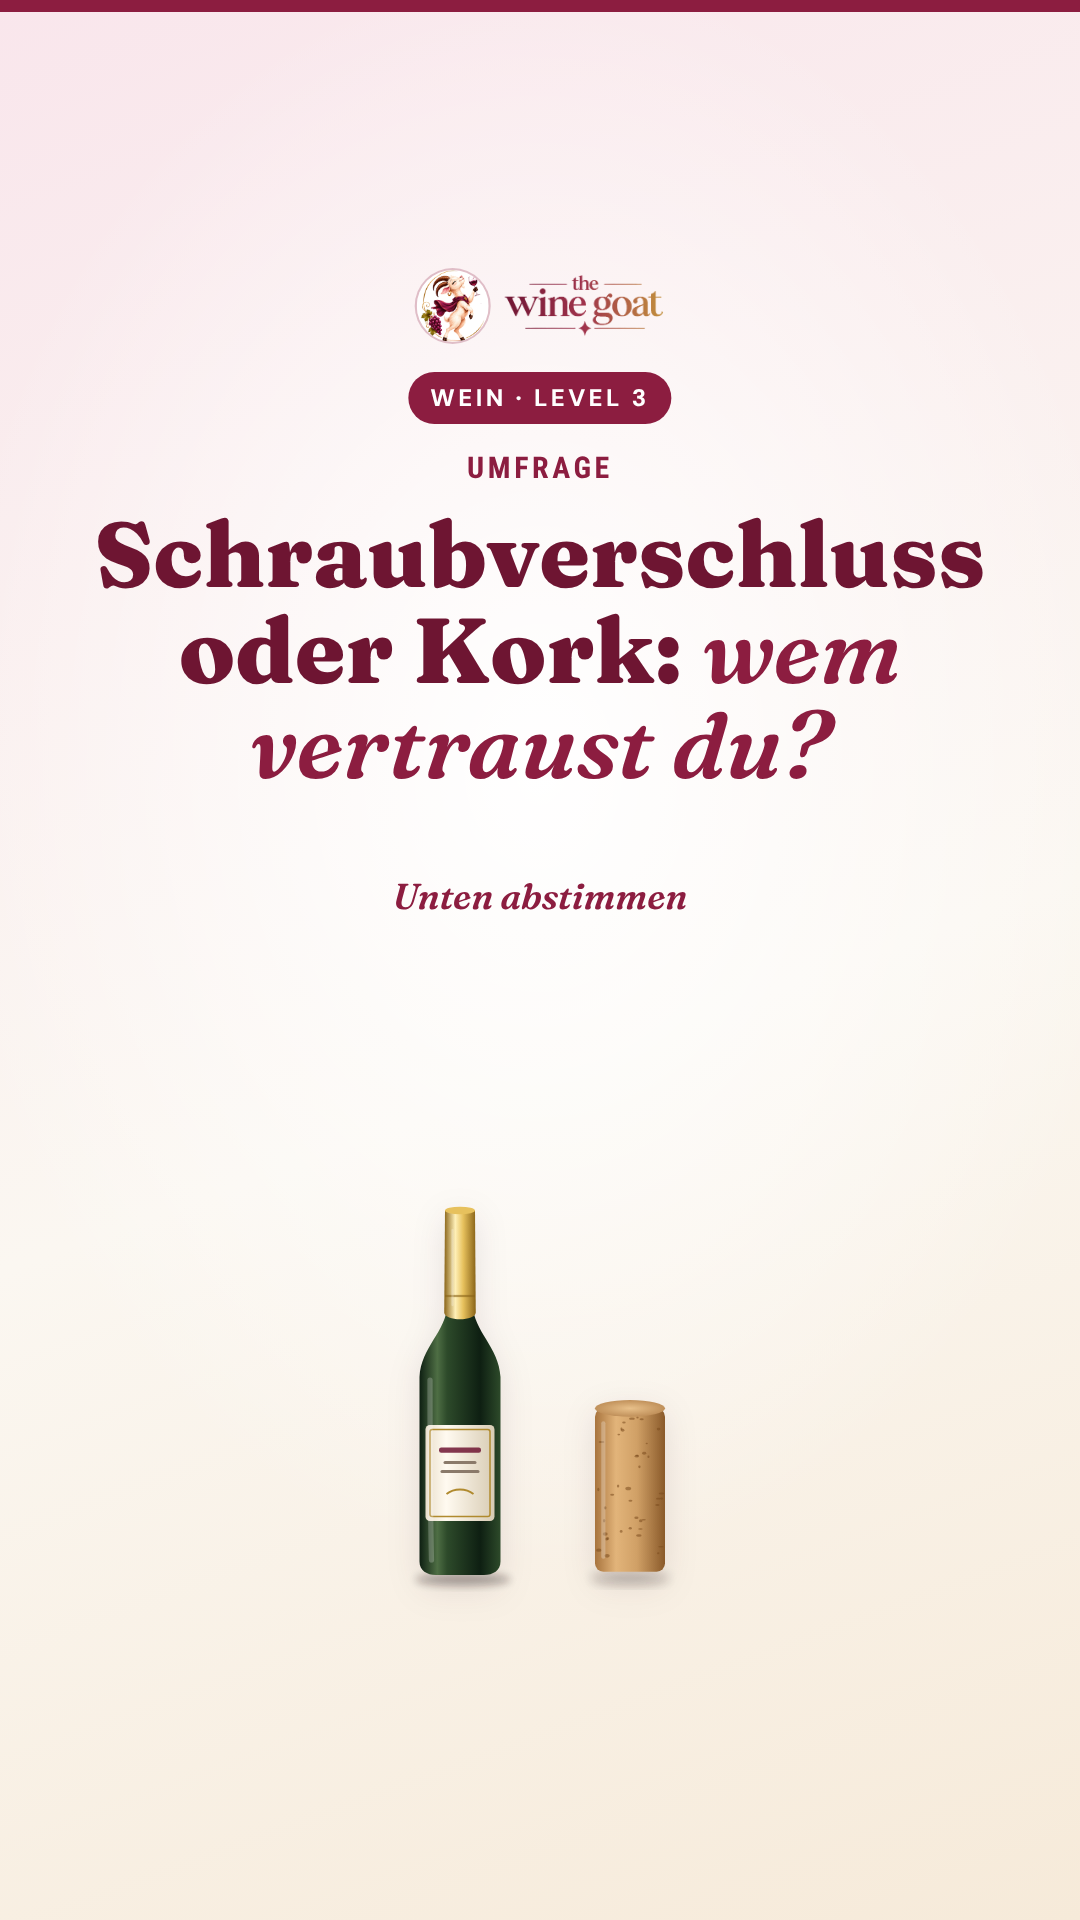 the
wine goat
WEIN · LEVEL 3
UMFRAGE
Schraubverschluss
oder Kork: wem
vertraust du?
Unten abstimmen